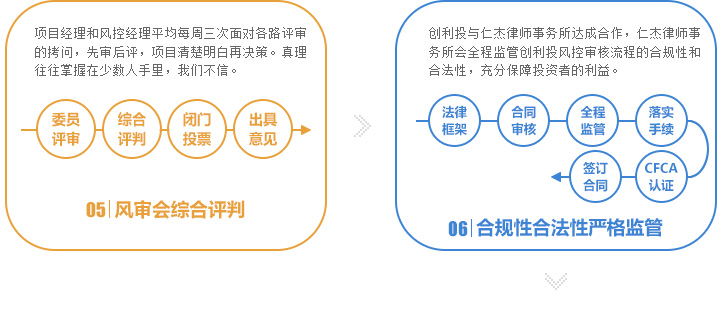 项目经理和风控经理平均每周三次面对各路评审
的拷问，先审后评，项目清楚明白再决策。真理
往往掌握在少数人手里，我们不信。
委员
评审
综合
评判
闭门
投票
出具
意见
05 风审会综合评判
创利投与仁杰律师事务所达成合作，仁杰律师事
务所会全程监管创利投风控审核流程的合规性和
合法性，充分保障投资者的利益。
法律
框架
合同
审核
全程
监管
落实
手续
CFCA
认证
签订
合同
06 合规性合法性严格监管